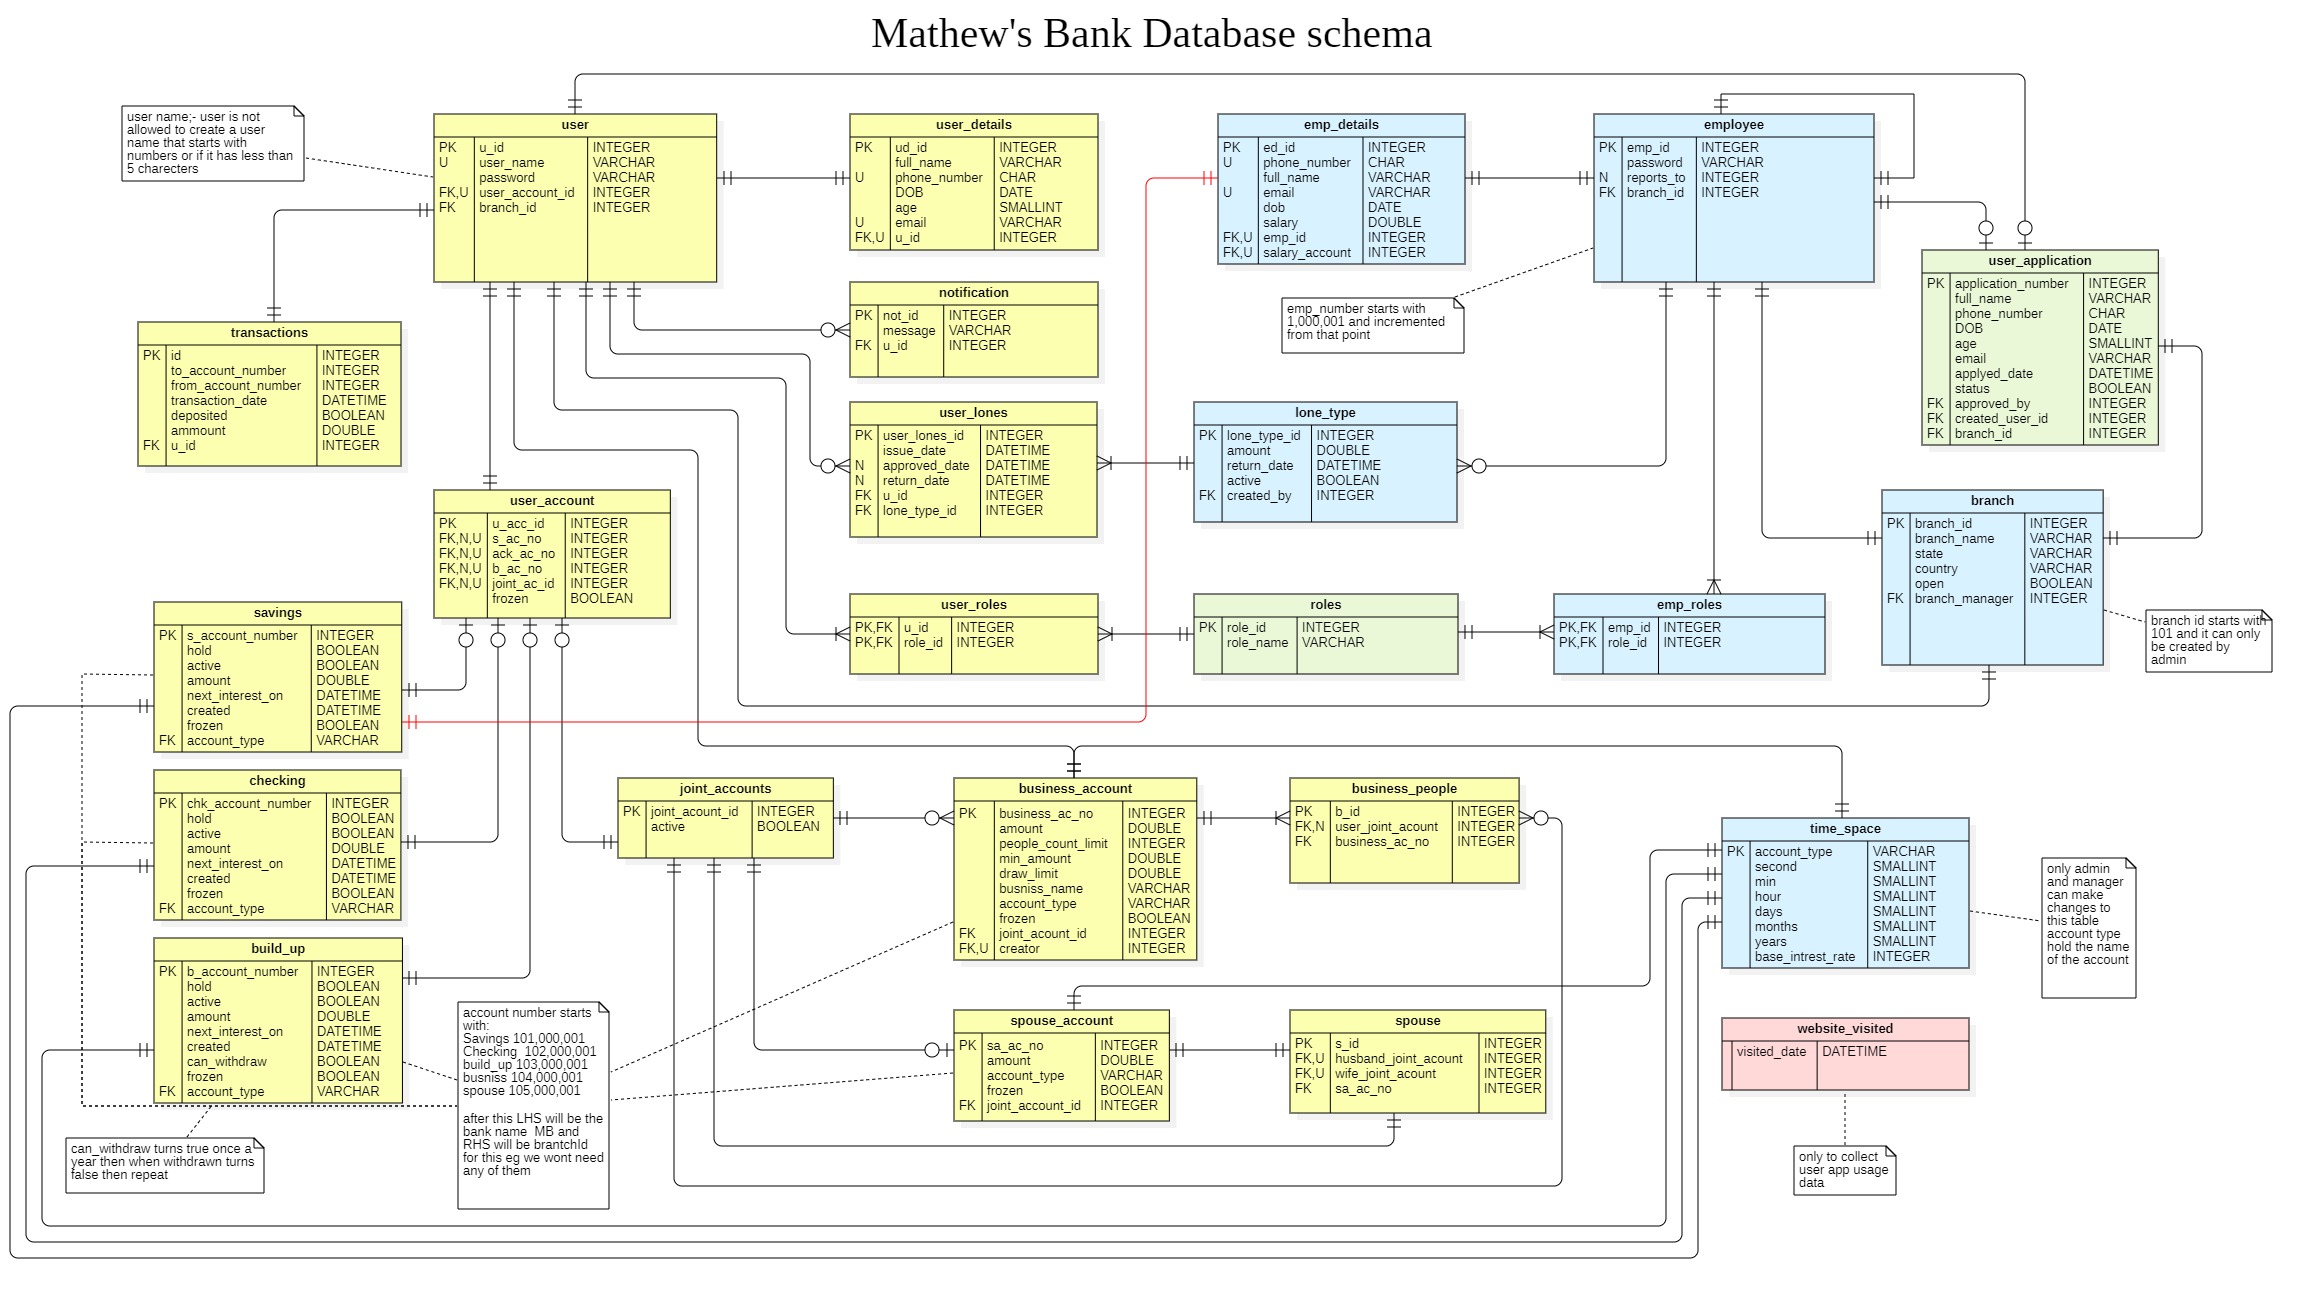 Mathew's Bank Database schema
user name;- user is not
allowed to create a user
name that starts with
numbers or if it has less than
5 charecters
user
PK u_id INTEGER
U user_name VARCHAR
password VARCHAR
FK,U user_account_id INTEGER
FK branch_id INTEGER
user_details
PK ud_id INTEGER
full_name VARCHAR
U phone_number CHAR
DOB DATE
age SMALLINT
U email VARCHAR
FK,U u_id INTEGER
emp_details
PK ed_id INTEGER
U phone_number CHAR
full_name VARCHAR
U email VARCHAR
dob DATE
salary DOUBLE
FK,U emp_id INTEGER
FK,U salary_account INTEGER
employee
PK emp_id INTEGER
password VARCHAR
N reports_to INTEGER
FK branch_id INTEGER
user_application
PK application_number INTEGER
full_name VARCHAR
phone_number CHAR
DOB DATE
age SMALLINT
email VARCHAR
applyed_date DATETIME
status BOOLEAN
FK approved_by INTEGER
FK created_user_id INTEGER
FK branch_id INTEGER
notification
PK not_id INTEGER
message VARCHAR
FK u_id INTEGER
emp_number starts with
1,000,001 and incremented
from that point
transactions
PK id INTEGER
to_account_number INTEGER
from_account_number INTEGER
transaction_date DATETIME
deposited BOOLEAN
ammount DOUBLE
FK u_id INTEGER
user_lones
PK user_lones_id INTEGER
issue_date DATETIME
N approved_date DATETIME
N return_date DATETIME
FK u_id INTEGER
FK lone_type_id INTEGER
lone_type
PK lone_type_id INTEGER
amount DOUBLE
return_date DATETIME
active BOOLEAN
FK created_by INTEGER
user_account
PK u_acc_id INTEGER
FK,N,U s_ac_no INTEGER
FK,N,U ack_ac_no INTEGER
FK,N,U b_ac_no INTEGER
FK,N,U joint_ac_id INTEGER
frozen BOOLEAN
branch
PK branch_id INTEGER
branch_name VARCHAR
state VARCHAR
country VARCHAR
open BOOLEAN
FK branch_manager INTEGER
branch id starts with
101 and it can only
be created by
admin
user_roles
PK,FK u_id INTEGER
PK,FK role_id INTEGER
roles
PK role_id INTEGER
role_name VARCHAR
emp_roles
PK,FK emp_id INTEGER
PK,FK role_id INTEGER
savings
PK s_account_number INTEGER
hold BOOLEAN
active BOOLEAN
amount DOUBLE
next_interest_on DATETIME
created DATETIME
frozen BOOLEAN
FK account_type VARCHAR
checking
PK chk_account_number INTEGER
hold BOOLEAN
active BOOLEAN
amount DOUBLE
next_interest_on DATETIME
created DATETIME
frozen BOOLEAN
FK account_type VARCHAR
joint_accounts
PK joint_acount_id INTEGER
active BOOLEAN
business_account
PK business_ac_no INTEGER
amount DOUBLE
people_count_limit INTEGER
min_amount DOUBLE
draw_limit DOUBLE
busniss_name VARCHAR
account_type VARCHAR
frozen BOOLEAN
FK joint_acount_id INTEGER
FK,U creator INTEGER
business_people
PK b_id INTEGER
FK,N user_joint_acount INTEGER
FK business_ac_no INTEGER
time_space
PK account_type VARCHAR
second SMALLINT
min SMALLINT
hour SMALLINT
days SMALLINT
months SMALLINT
years SMALLINT
base_intrest_rate INTEGER
only admin
and manager
can make
changes to
this table
account type
hold the name
of the account
build_up
PK b_account_number INTEGER
hold BOOLEAN
active BOOLEAN
amount DOUBLE
next_interest_on DATETIME
created DATETIME
can_withdraw BOOLEAN
frozen BOOLEAN
FK account_type VARCHAR
account number starts
with:
Savings 101,000,001
Checking 102,000,001
build_up 103,000,001
busniss 104,000,001
spouse 105,000,001
after this LHS will be the
bank name MB and
RHS will be brantchId
for this eg we wont need
any of them
spouse_account
PK sa_ac_no INTEGER
amount DOUBLE
account_type VARCHAR
frozen BOOLEAN
FK joint_account_id INTEGER
spouse
PK s_id INTEGER
FK,U husband_joint_acount INTEGER
FK,U wife_joint_acount INTEGER
FK sa_ac_no INTEGER
website_visited
visited_date DATETIME
can_withdraw turns true once a
year then when withdrawn turns
false then repeat
only to collect
user app usage
data